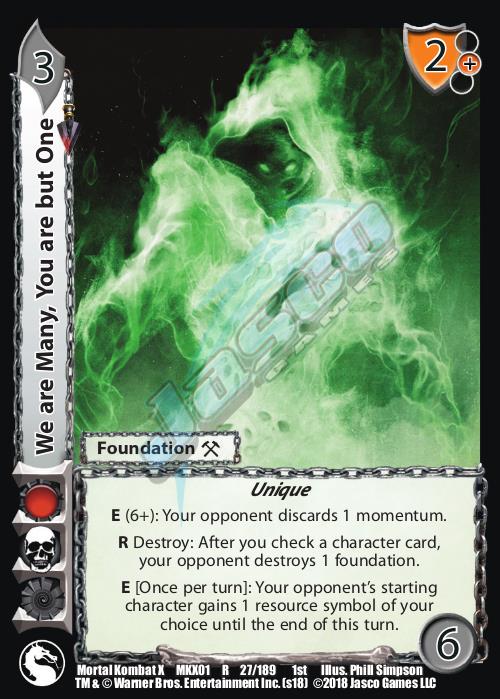 3
2
+
We are Many, You are but One
JASCO
GAMES
Foundation
Unique
E (6+): Your opponent discards 1 momentum.
R Destroy: After you check a character card,
your opponent destroys 1 foundation.
E [Once per turn]: Your opponent's starting
character gains 1 resource symbol of your
choice until the end of this turn.
6
Mortal Kombat X MKX01 R 27/189 1st Illus. Phill Simpson
TM & © Warner Bros. Entertainment Inc. (s18) ©2018 Jasco Games LLC